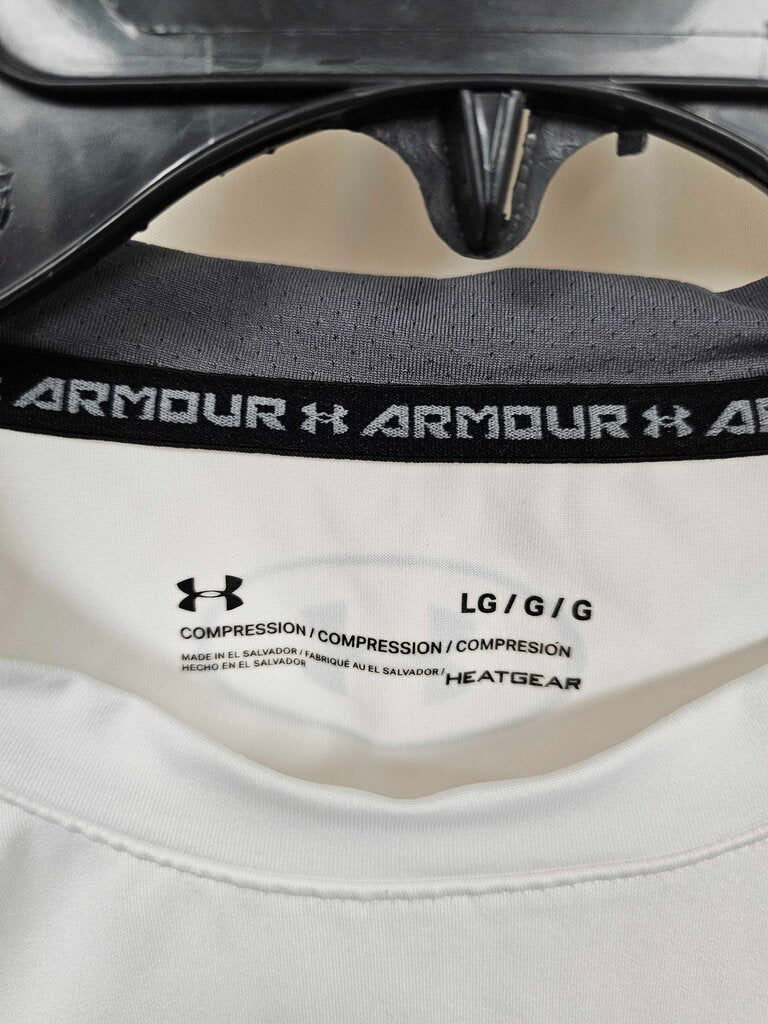 ARMOUR ARMOUR
LG / G / G
COMPRESSION / COMPRESSION / COMPRESIÓN
MADE IN EL SALVADOR / FABRIQUÉ AU EL SALVADOR /
HECHO EN EL SALVADOR
HEATGEAR